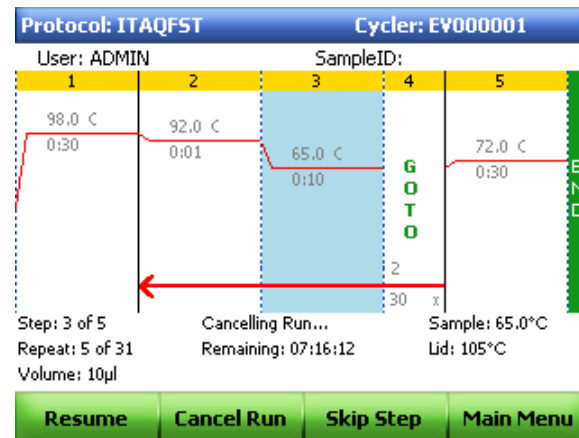 Protocol: ITAQFST Cycler: EV000001
User: ADMIN SampleID:
1 2 3 4 5
98.0 C 92.0 C 65.0 C 72.0 C
0:30 0:01 0:10 0:30
GOTO
END
2
30 x
Step: 3 of 5 Cancelling Run... Sample: 65.0°C
Repeat: 5 of 31 Remaining: 07:16:12 Lid: 105°C
Volume: 10µl
Resume Cancel Run Skip Step Main Menu